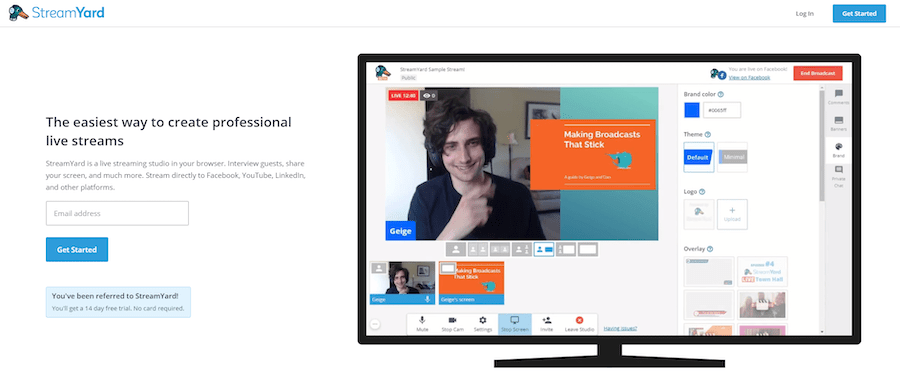 StreamYard
Log In
Get Started
The easiest way to create professional
live streams
StreamYard is a live streaming studio in your browser. Interview guests, share
your screen, and much more. Stream directly to Facebook, YouTube, LinkedIn,
and other platforms.
Email address
Get Started
You've been referred to StreamYard!
You'll get a 14 day free trial. No card required.
StreamYard Sample Stream!
Public
You are live on Facebook!
View on Facebook
End Broadcast
LIVE 12:40
0
Making Broadcasts
That Stick
A guide to Geige and Co
Geige
Geige
Making Broadcasts
That Stick
Geige's screen
Mute
Stop Cam
Settings
Stop Screen
Invite
Leave Studio
Having issues?
Brand color
Theme
Default
Minimal
Logo
Upload
Overlay
#4
StreamYard
LIVE Town Hall
Comments
Banners
Brand
Private
Chat